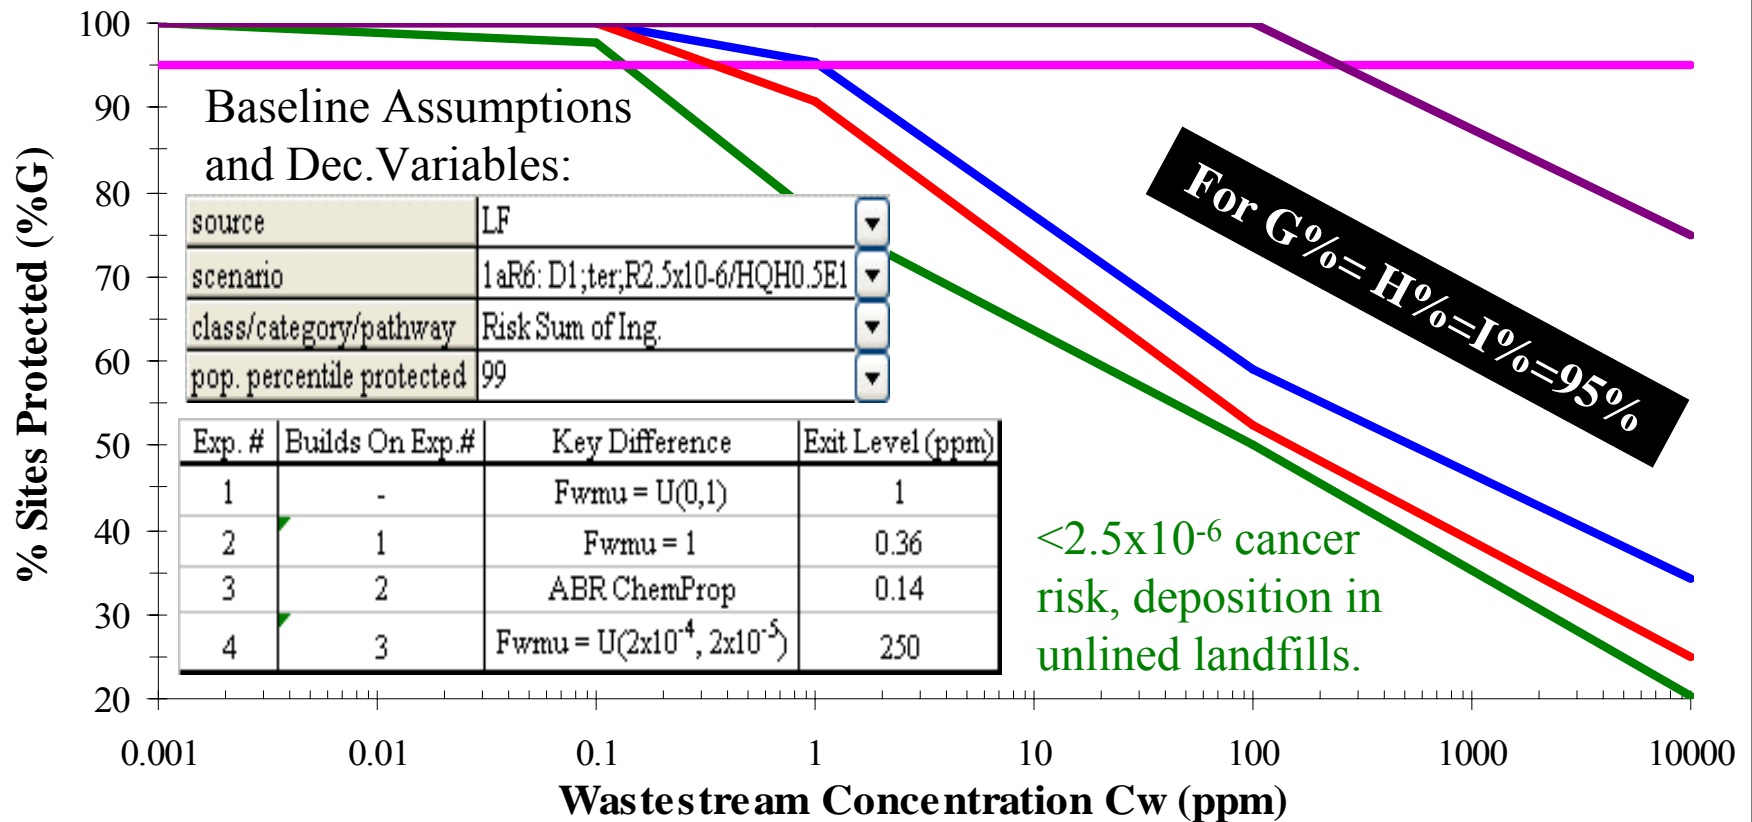 % Sites Protected (%G)
100
90
80
70
60
50
40
30
20
Baseline Assumptions
and Dec.Variables:
source LF
scenario 1aR6: D1;ter;R2.5x10-6/HQH0.5E1
class/category/pathway Risk Sum of Ing.
pop. percentile protected 99
Exp. # Builds On Exp.# Key Difference Exit Level (ppm)
1 - Fwmu = U(0,1) 1
2 1 Fwmu = 1 0.36
3 2 ABR ChemProp 0.14
4 3 Fwmu = U(2x10⁻⁴, 2x10⁻⁵) 250
For G%= H%=I%=95%
<2.5x10⁻⁶ cancer
risk, deposition in
unlined landfills.
0.001 0.01 0.1 1 10 100 1000 10000
Wastestream Concentration Cw (ppm)